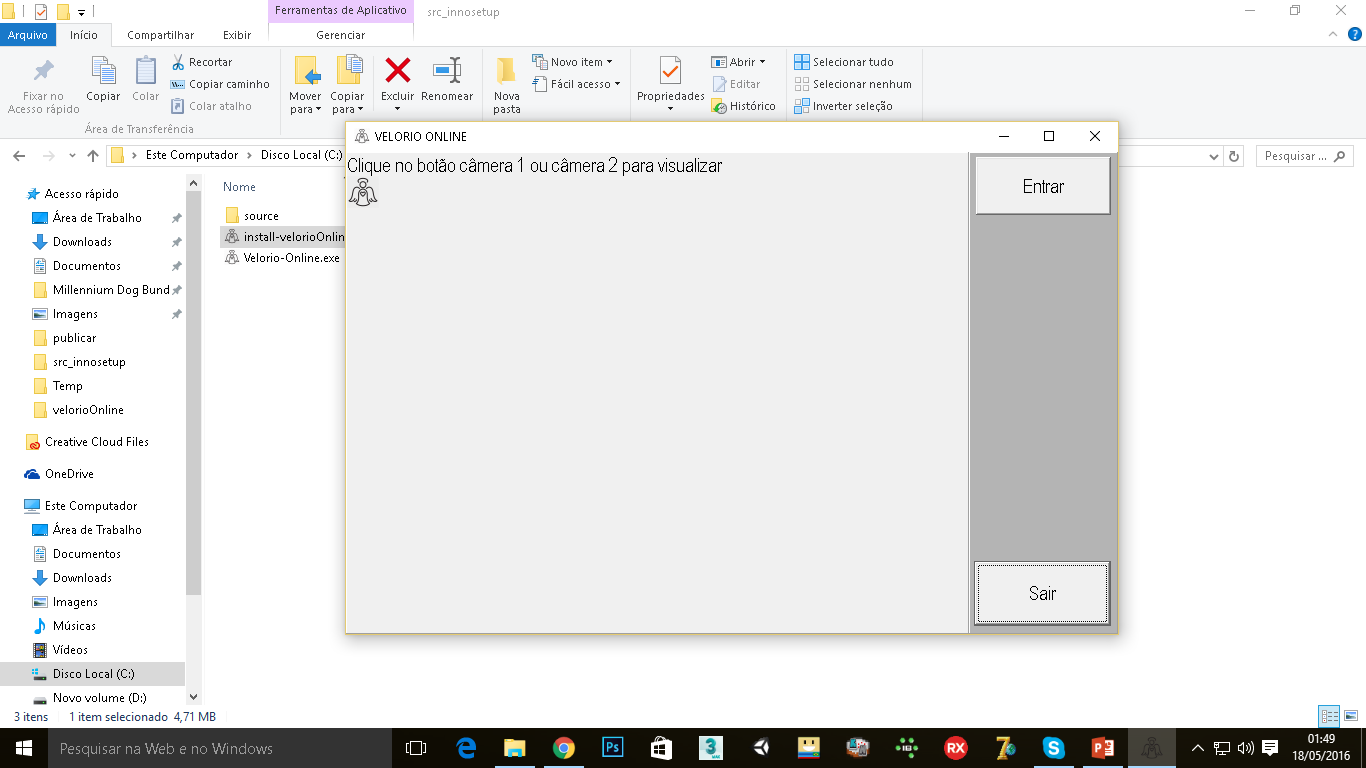 Ferramentas de Aplicativo
src_innosetup
Arquivo
Início
Compartilhar
Exibir
Gerenciar
Fixar no
Acesso rápido
Copiar
Colar
Recortar
Copiar caminho
Colar atalho
Área de Transferência
Mover
para
Copiar
para
Excluir
Renomear
Nova
pasta
Novo item
Fácil acesso
Propriedades
Abrir
Editar
Histórico
Selecionar tudo
Selecionar nenhum
Inverter seleção
Este Computador
Disco Local (C:)
Pesquisar ...
Nome
source
install-velorioOnlin
Velorio-Online.exe
Acesso rápido
Área de Trabalho
Downloads
Documentos
Millennium Dog Bund
Imagens
publicar
src_innosetup
Temp
velorioOnline
Creative Cloud Files
OneDrive
Este Computador
Área de Trabalho
Documentos
Downloads
Imagens
Músicas
Vídeos
Disco Local (C:)
Novo volume (D:)
VELORIO ONLINE
Clique no botão câmera 1 ou câmera 2 para visualizar
Entrar
Sair
3 itens
1 item selecionado 4,71 MB
Pesquisar na Web e no Windows
Ps
3
RX
7
S
01:49
18/05/2016